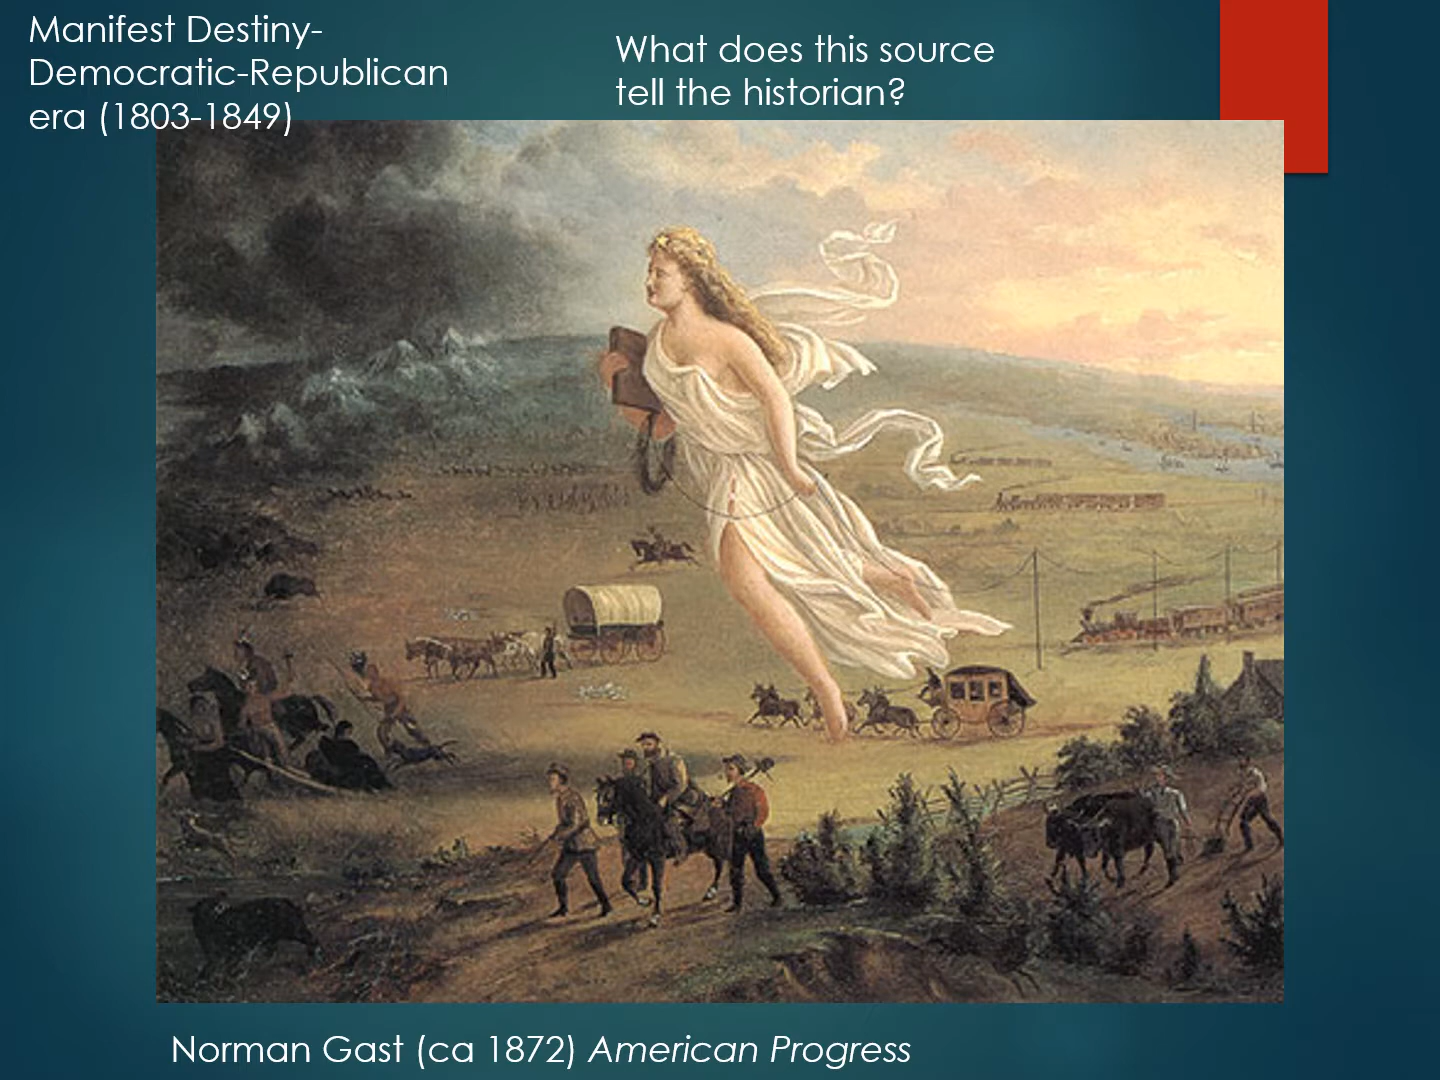 Manifest Destiny-
Democratic-Republican
era (1803-1849)
What does this source
tell the historian?
Norman Gast (ca 1872) American Progress